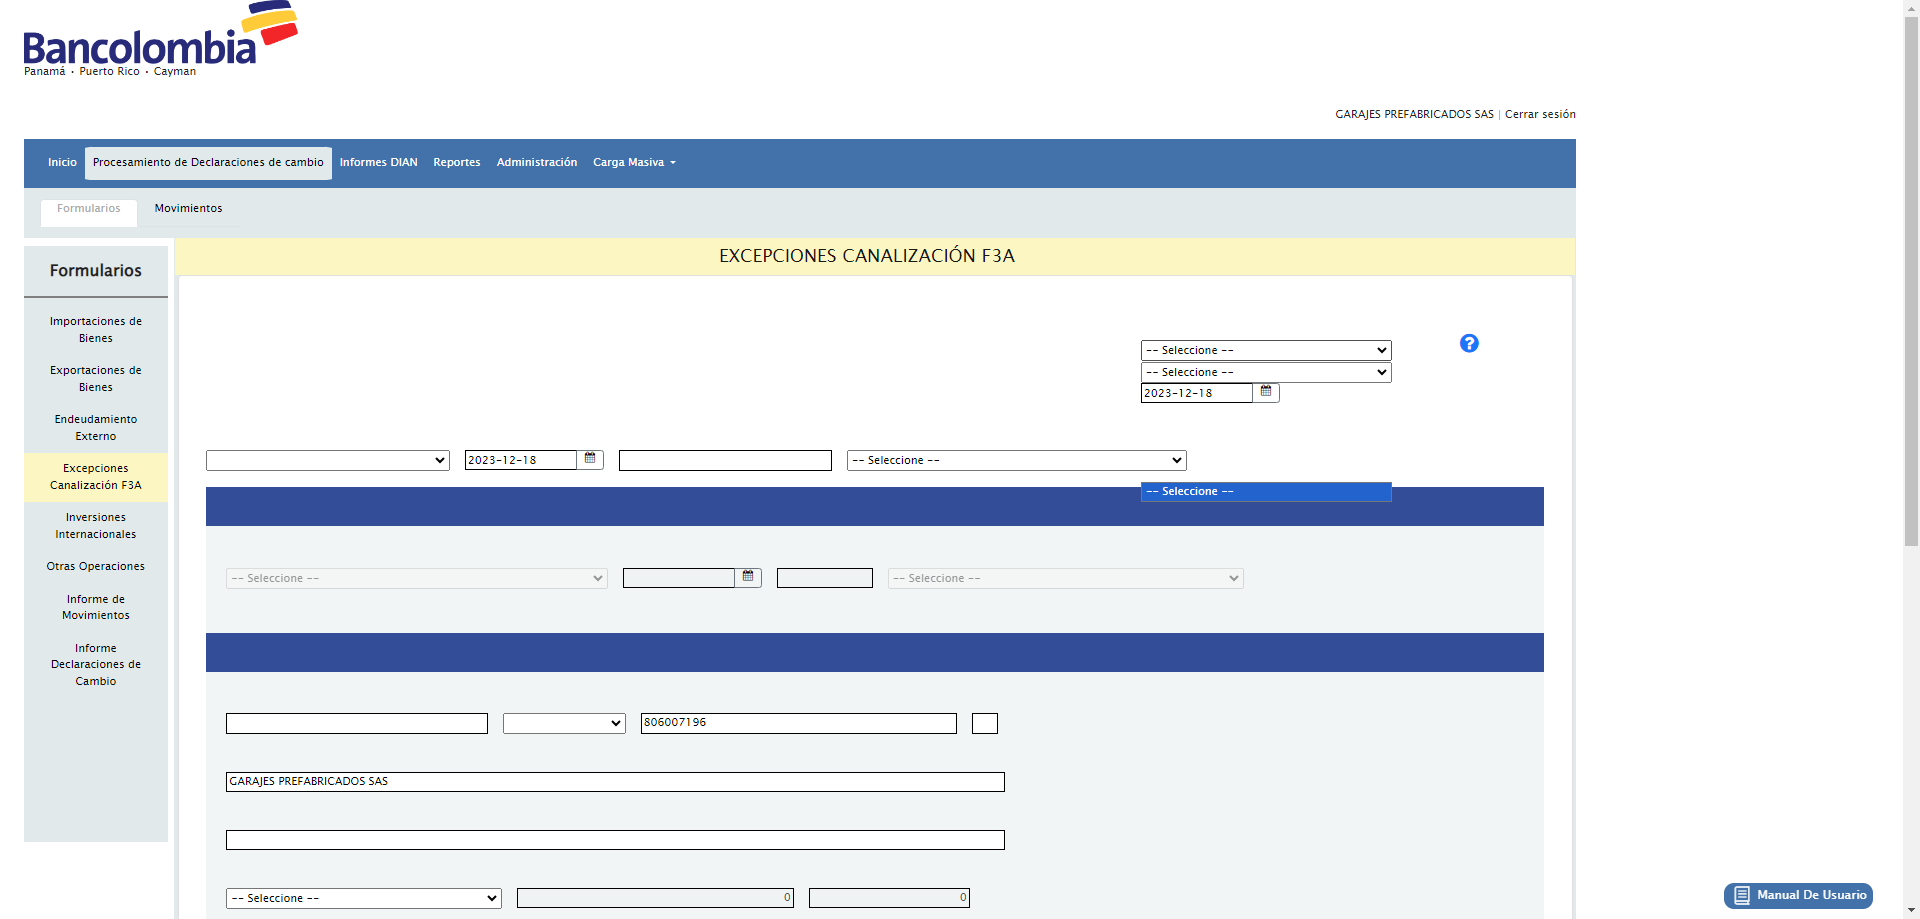 Bancolombia
Panamá • Puerto Rico • Cayman
GARAJES PREFABRICADOS SAS | Cerrar sesión
Inicio Procesamiento de Declaraciones de cambio Informes DIAN Reportes Administración Carga Masiva
Formularios Movimientos
Formularios
Importaciones de
Bienes
Exportaciones de
Bienes
Endeudamiento
Externo
Excepciones
Canalización F3A
Inversiones
Internacionales
Otras Operaciones
Informe de
Movimientos
Informe
Declaraciones de
Cambio
EXCEPCIONES CANALIZACIÓN F3A
-- Seleccione --
?
-- Seleccione --
2023-12-18
2023-12-18 -- Seleccione --
-- Seleccione --
-- Seleccione -- -- Seleccione --
806007196
GARAJES PREFABRICADOS SAS
-- Seleccione -- 0 0
Manual De Usuario